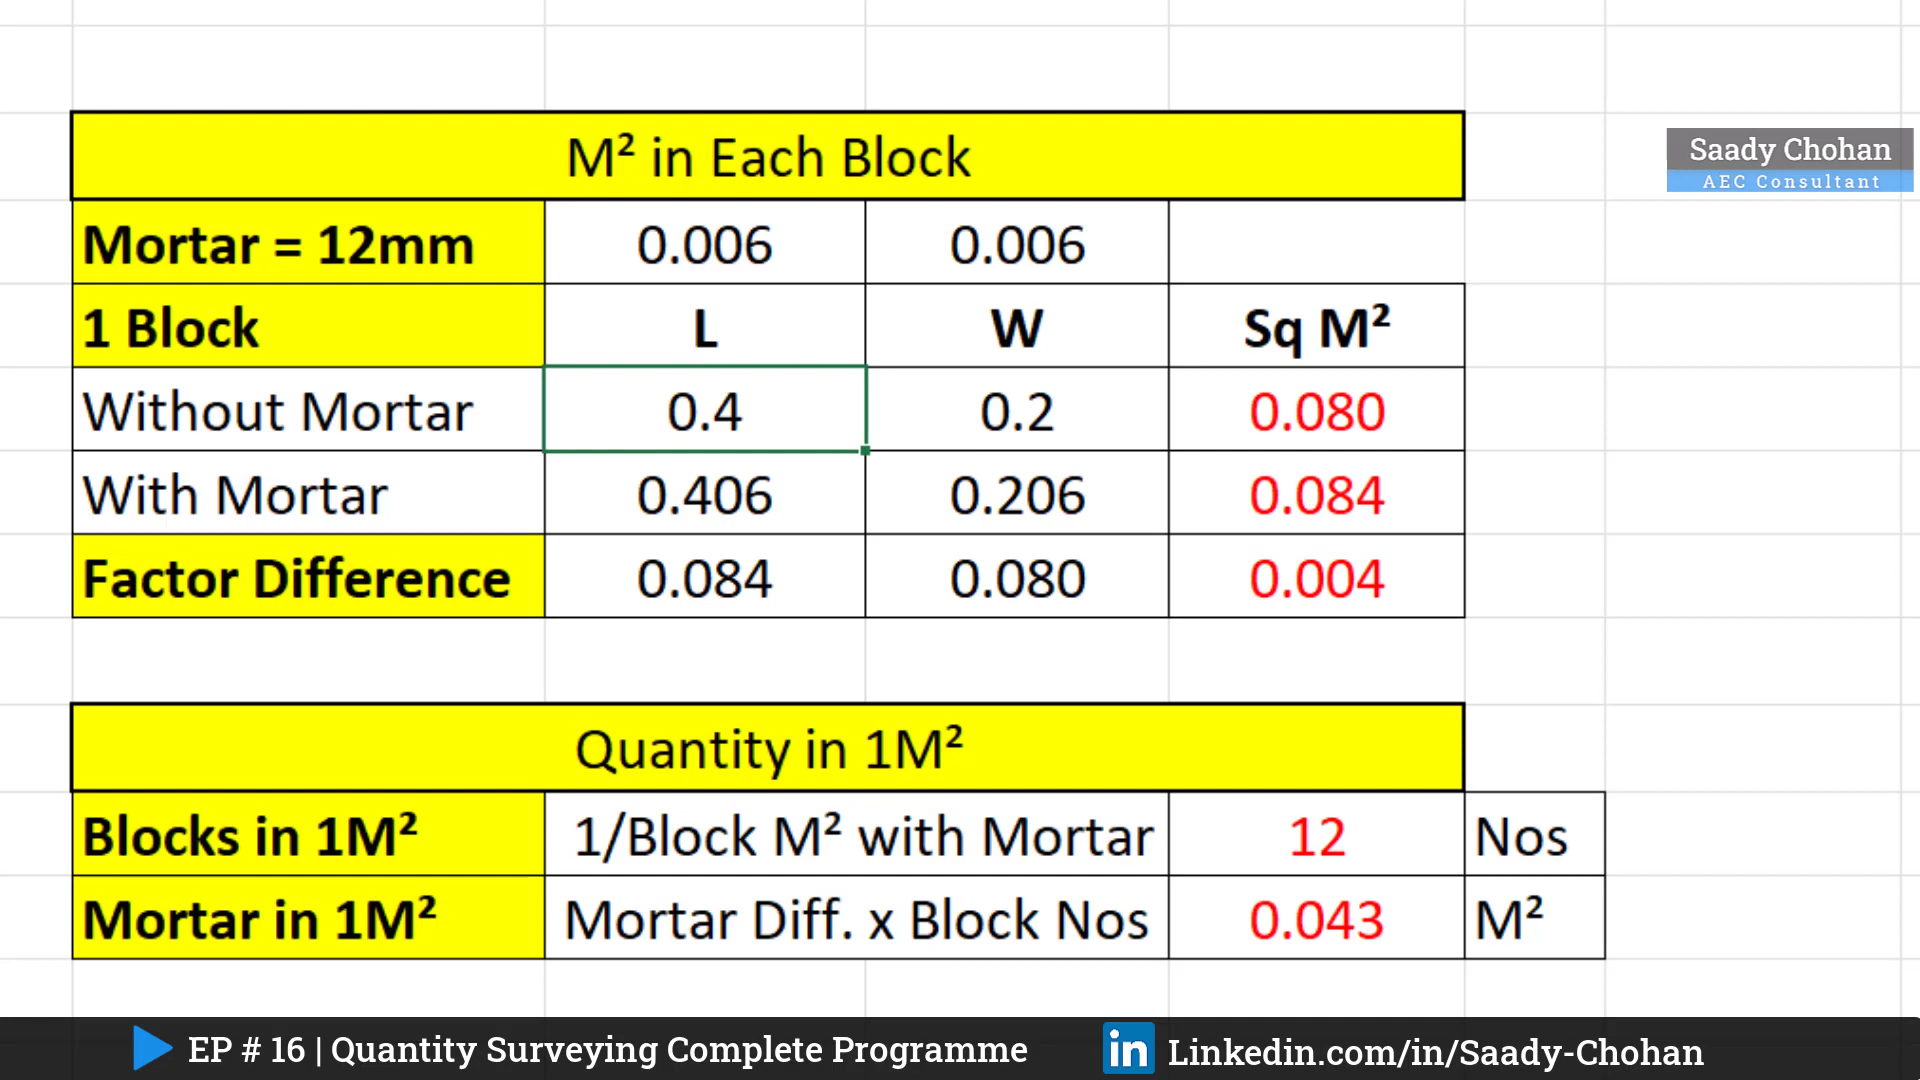 M² in Each Block
Saady Chohan
AEC Consultant
Mortar = 12mm 0.006 0.006
1 Block L W Sq M²
Without Mortar 0.4 0.2 0.080
With Mortar 0.406 0.206 0.084
Factor Difference 0.084 0.080 0.004
Quantity in 1M²
Blocks in 1M² 1/Block M² with Mortar 12 Nos
Mortar in 1M² Mortar Diff. x Block Nos 0.043 M²
EP # 16 | Quantity Surveying Complete Programme in Linkedin.com/in/Saady-Chohan